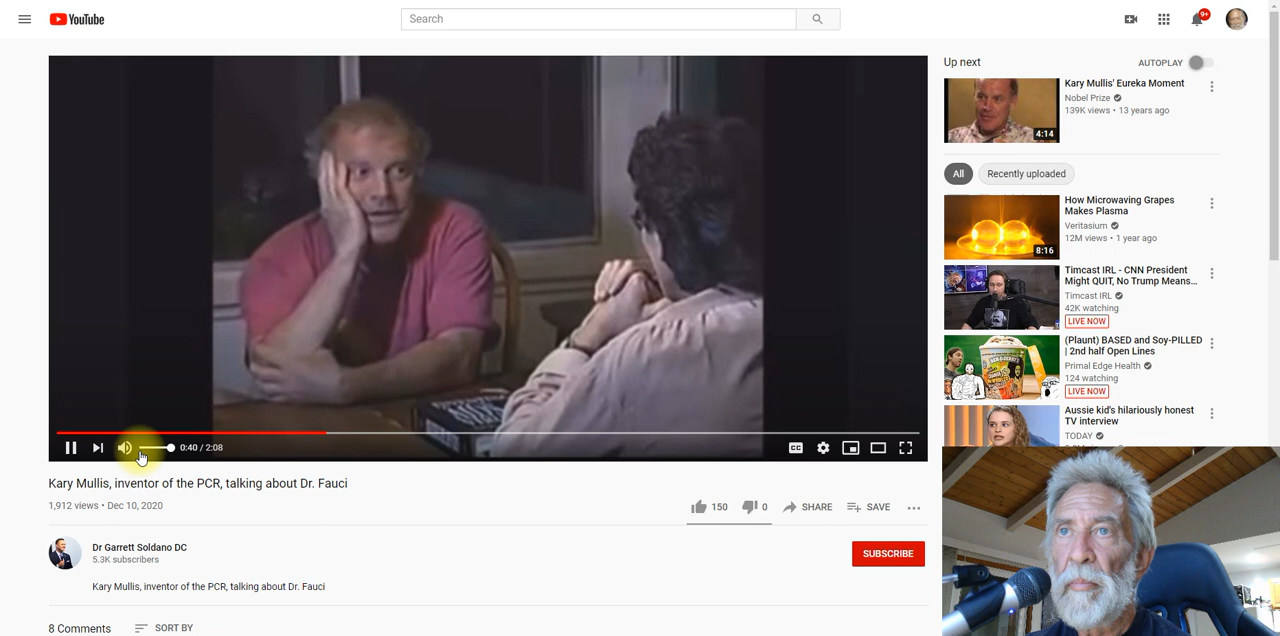 YouTube
Search
9+
0:40 / 2:08
CC
Kary Mullis, inventor of the PCR, talking about Dr. Fauci
1,912 views • Dec 10, 2020
150
0
SHARE
SAVE
Dr Garrett Soldano DC
5.3K subscribers
SUBSCRIBE
Kary Mullis, inventor of the PCR, talking about Dr. Fauci
8 Comments
SORT BY
Up next
AUTOPLAY
4:14
Kary Mullis' Eureka Moment
Nobel Prize
139K views • 13 years ago
All
Recently uploaded
8:16
How Microwaving Grapes
Makes Plasma
Veritasium
12M views • 1 year ago
Timcast IRL - CNN President
Might QUIT, No Trump Means...
Timcast IRL
42K watching
LIVE NOW
(Plaunt) BASED and Soy-PILLED
| 2nd half Open Lines
Primal Edge Health
124 watching
LIVE NOW
Aussie kid's hilariously honest
TV interview
TODAY